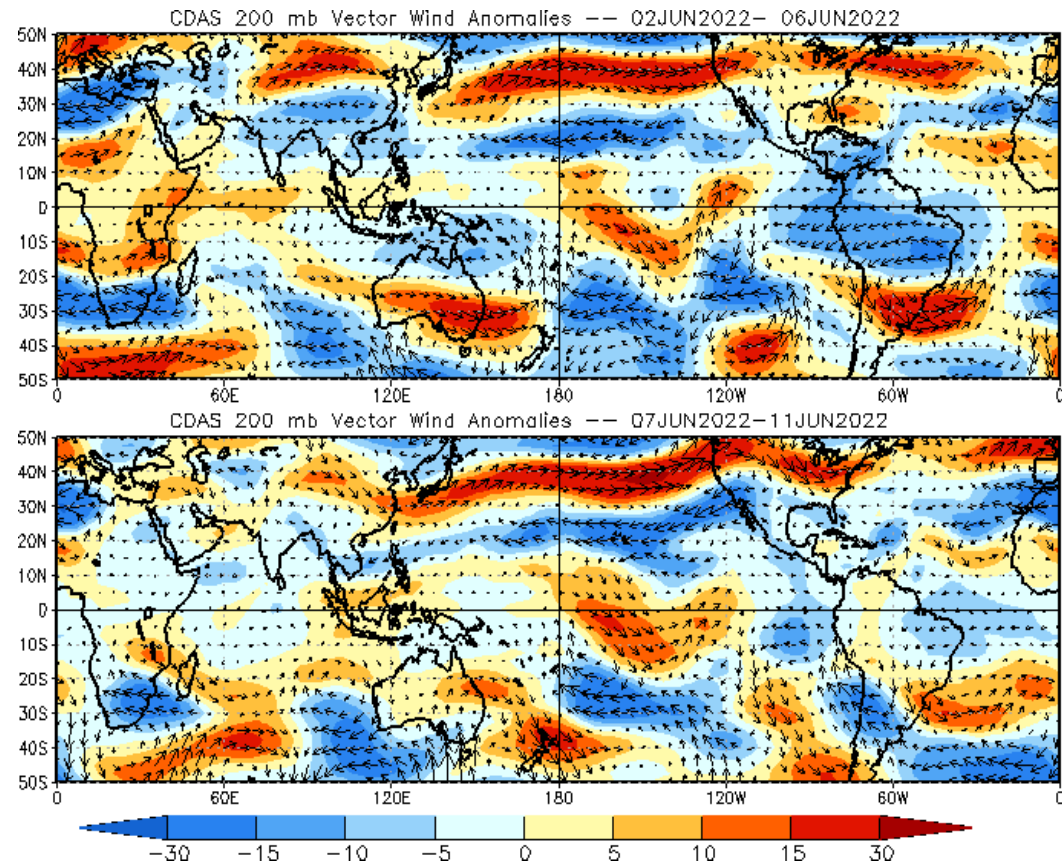 CDAS 200 mb Vector Wind Anomalies -- 02JUN2022- 06JUN2022
50N
40N
30N
20N
10N
0
10S
20S
30S
40S
50S
0 60E 120E 180 120W 60W 0
CDAS 200 mb Vector Wind Anomalies -- 07JUN2022-11JUN2022
50N
40N
30N
20N
10N
0
10S
20S
30S
40S
50S
0 60E 120E 180 120W 60W 0
-30 -15 -10 -5 0 5 10 15 30